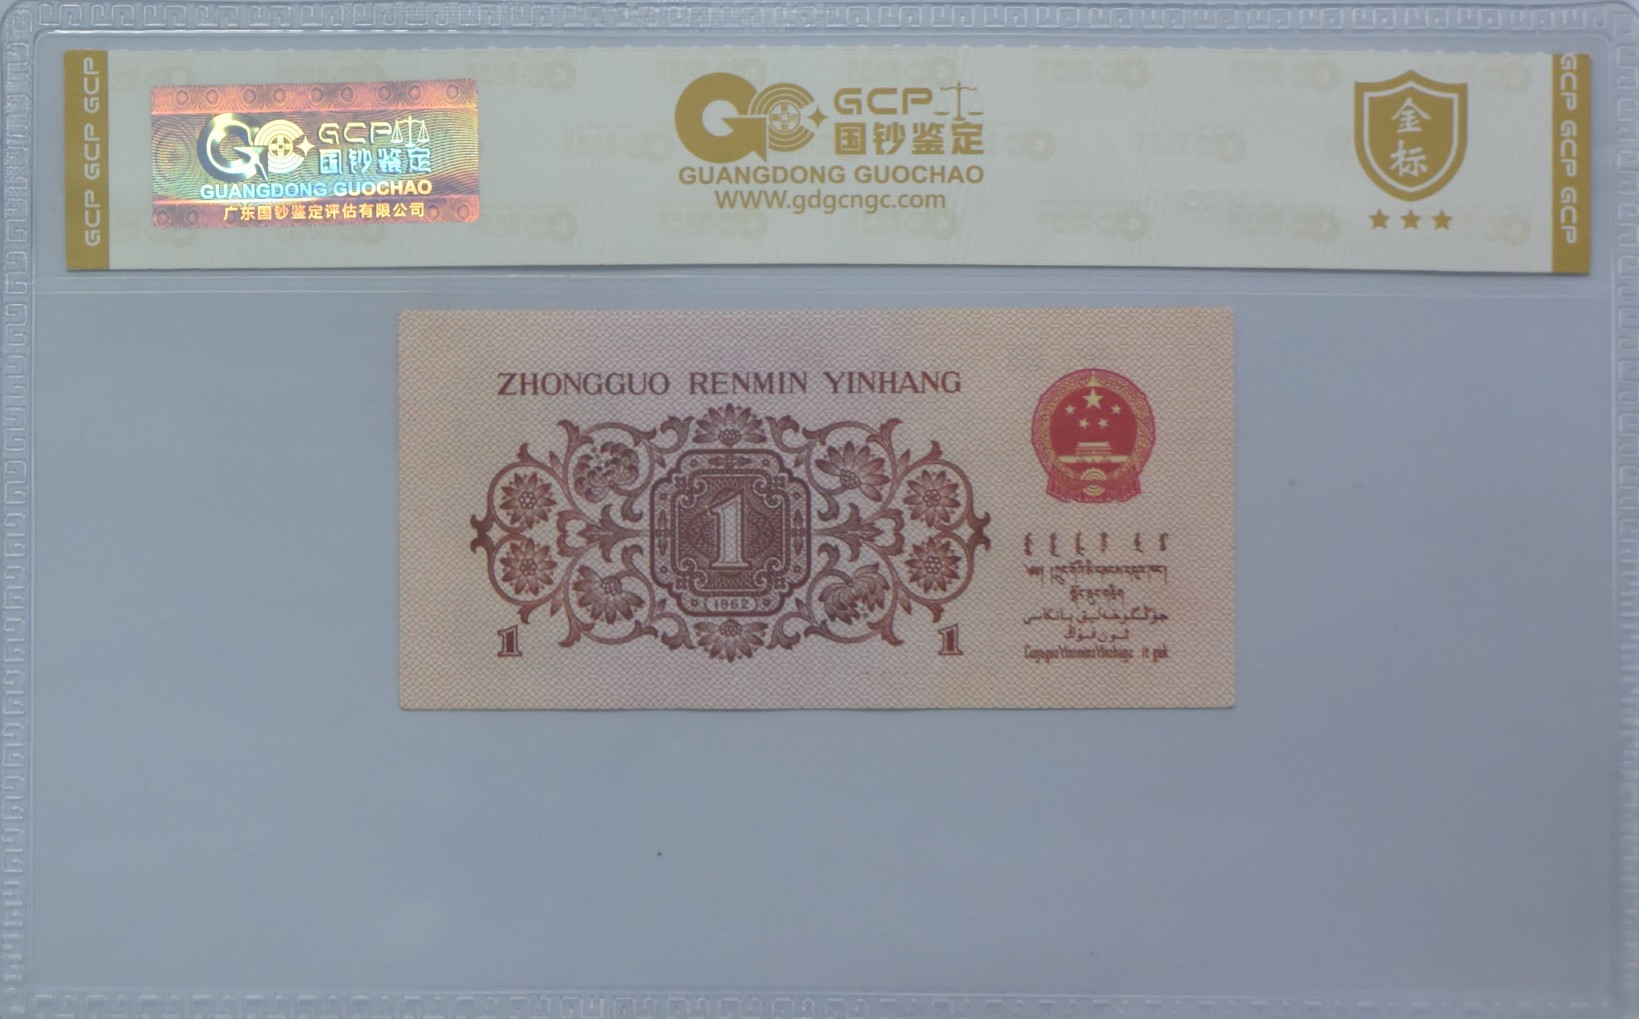 GCP GCP GCP
GCP
国钞鉴定
GUANGDONG GUOCHAO
广东国钞鉴定评估有限公司
GCP
国钞鉴定
GUANGDONG GUOCHAO
WWW.gdgcngc.com
金标
GCP GCP GCP
ZHONGGUO RENMIN YINHANG
1
(1962)
1
1